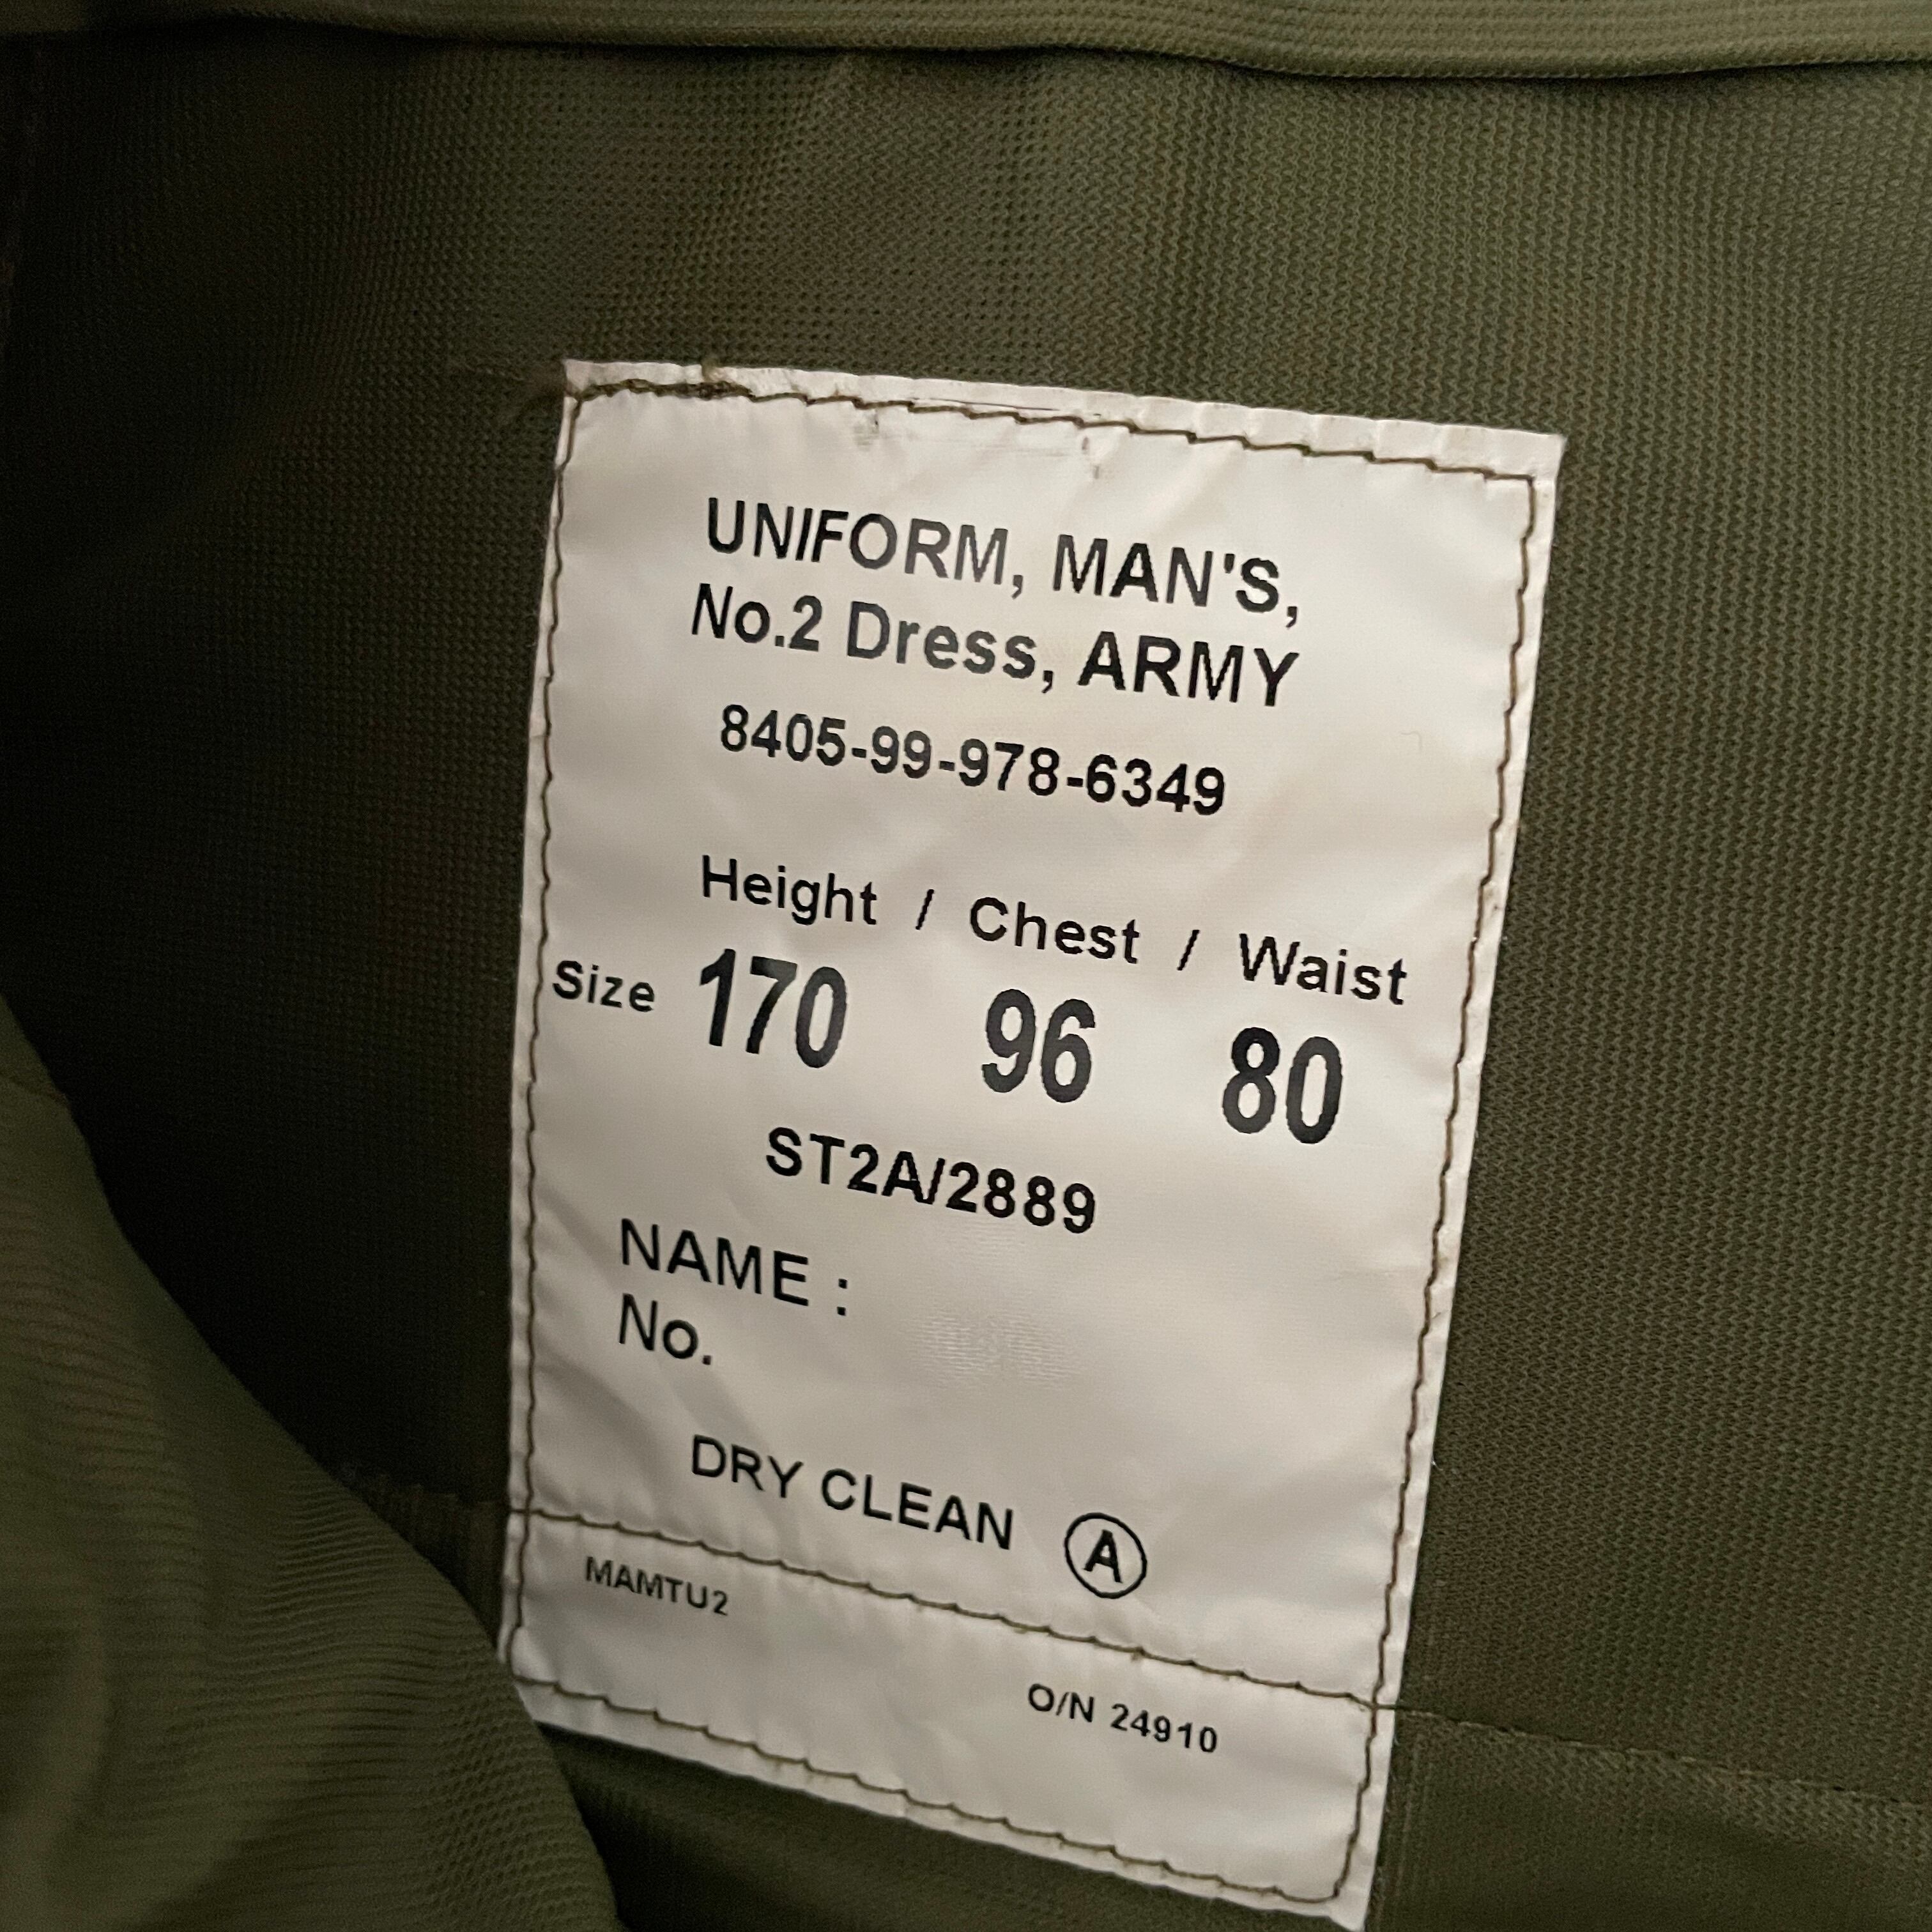 UNIFORM, MAN'S,
No.2 Dress, ARMY
8405-99-978-6349
Height / Chest / Waist
Size 170 96 80
ST2A/2889
NAME :
No.
DRY CLEAN A
MAMTU2
O/N 24910